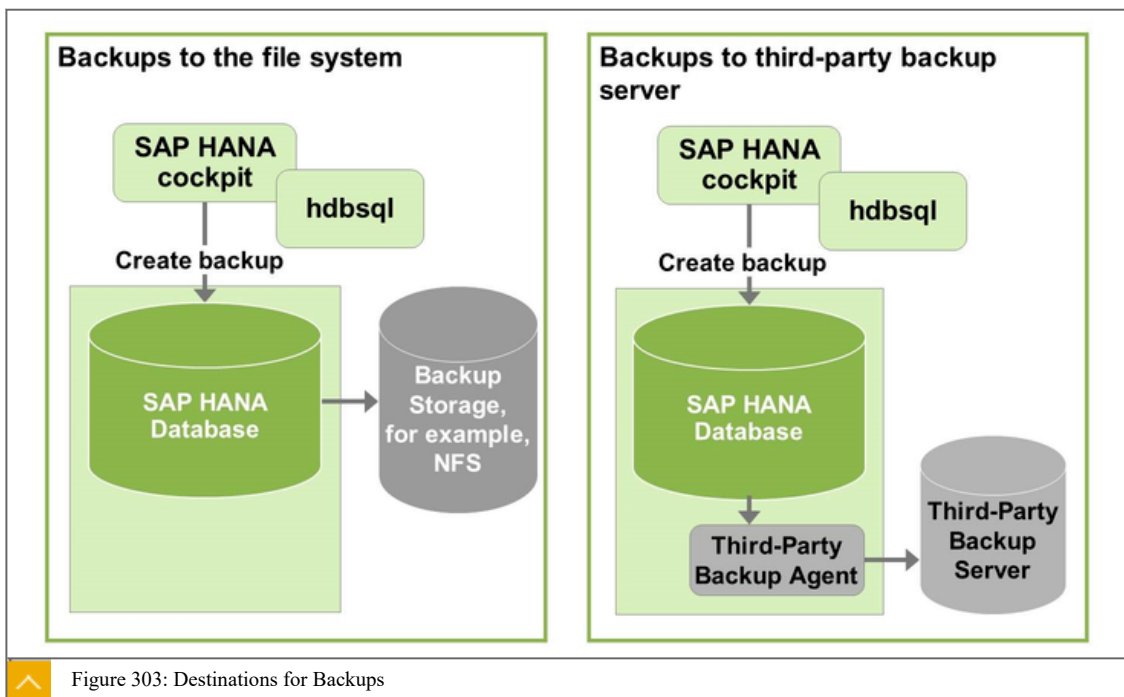 Backups to the file system
SAP HANA
cockpit
hdbsql
Create backup
SAP HANA
Database
Backup
Storage,
for example,
NFS
Backups to third-party backup
server
SAP HANA
cockpit
hdbsql
Create backup
SAP HANA
Database
Third-Party
Backup Agent
Third-Party
Backup
Server
Figure 303: Destinations for Backups